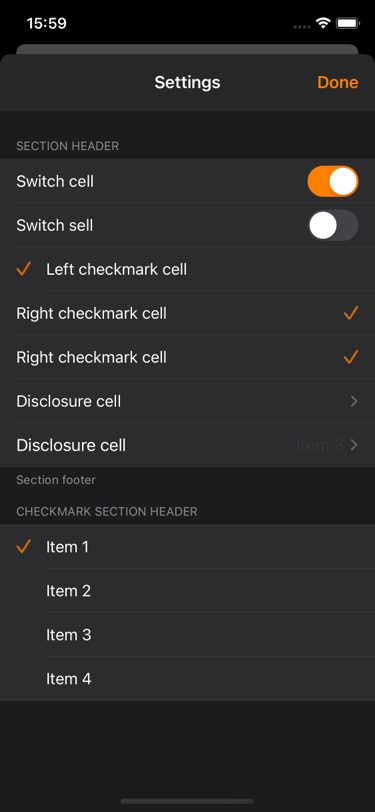 15:59
Settings
Done
SECTION HEADER
Switch cell
Switch sell
Left checkmark cell
Right checkmark cell
Right checkmark cell
Disclosure cell
Disclosure cell Item 3
Section footer
CHECKMARK SECTION HEADER
Item 1
Item 2
Item 3
Item 4